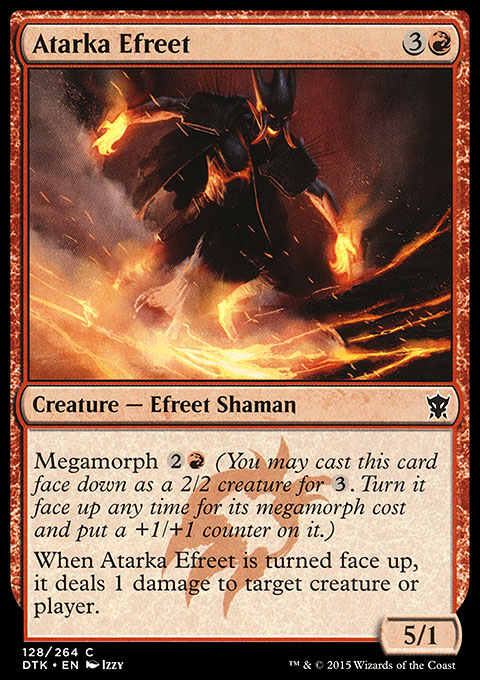 Atarka Efreet 3
Creature — Efreet Shaman
Megamorph 2 (You may cast this card
face down as a 2/2 creature for 3. Turn it
face up any time for its megamorph cost
and put a +1/+1 counter on it.)
When Atarka Efreet is turned face up,
it deals 1 damage to target creature or
player.
5/1
128/264 C
DTK • EN Izzy
™ & © 2015 Wizards of the Coast